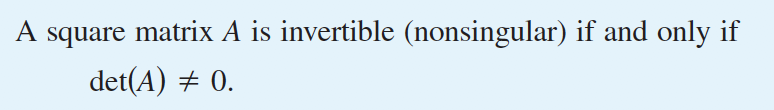 A square matrix A is invertible (nonsingular) if and only if
det(A) ≠ 0.